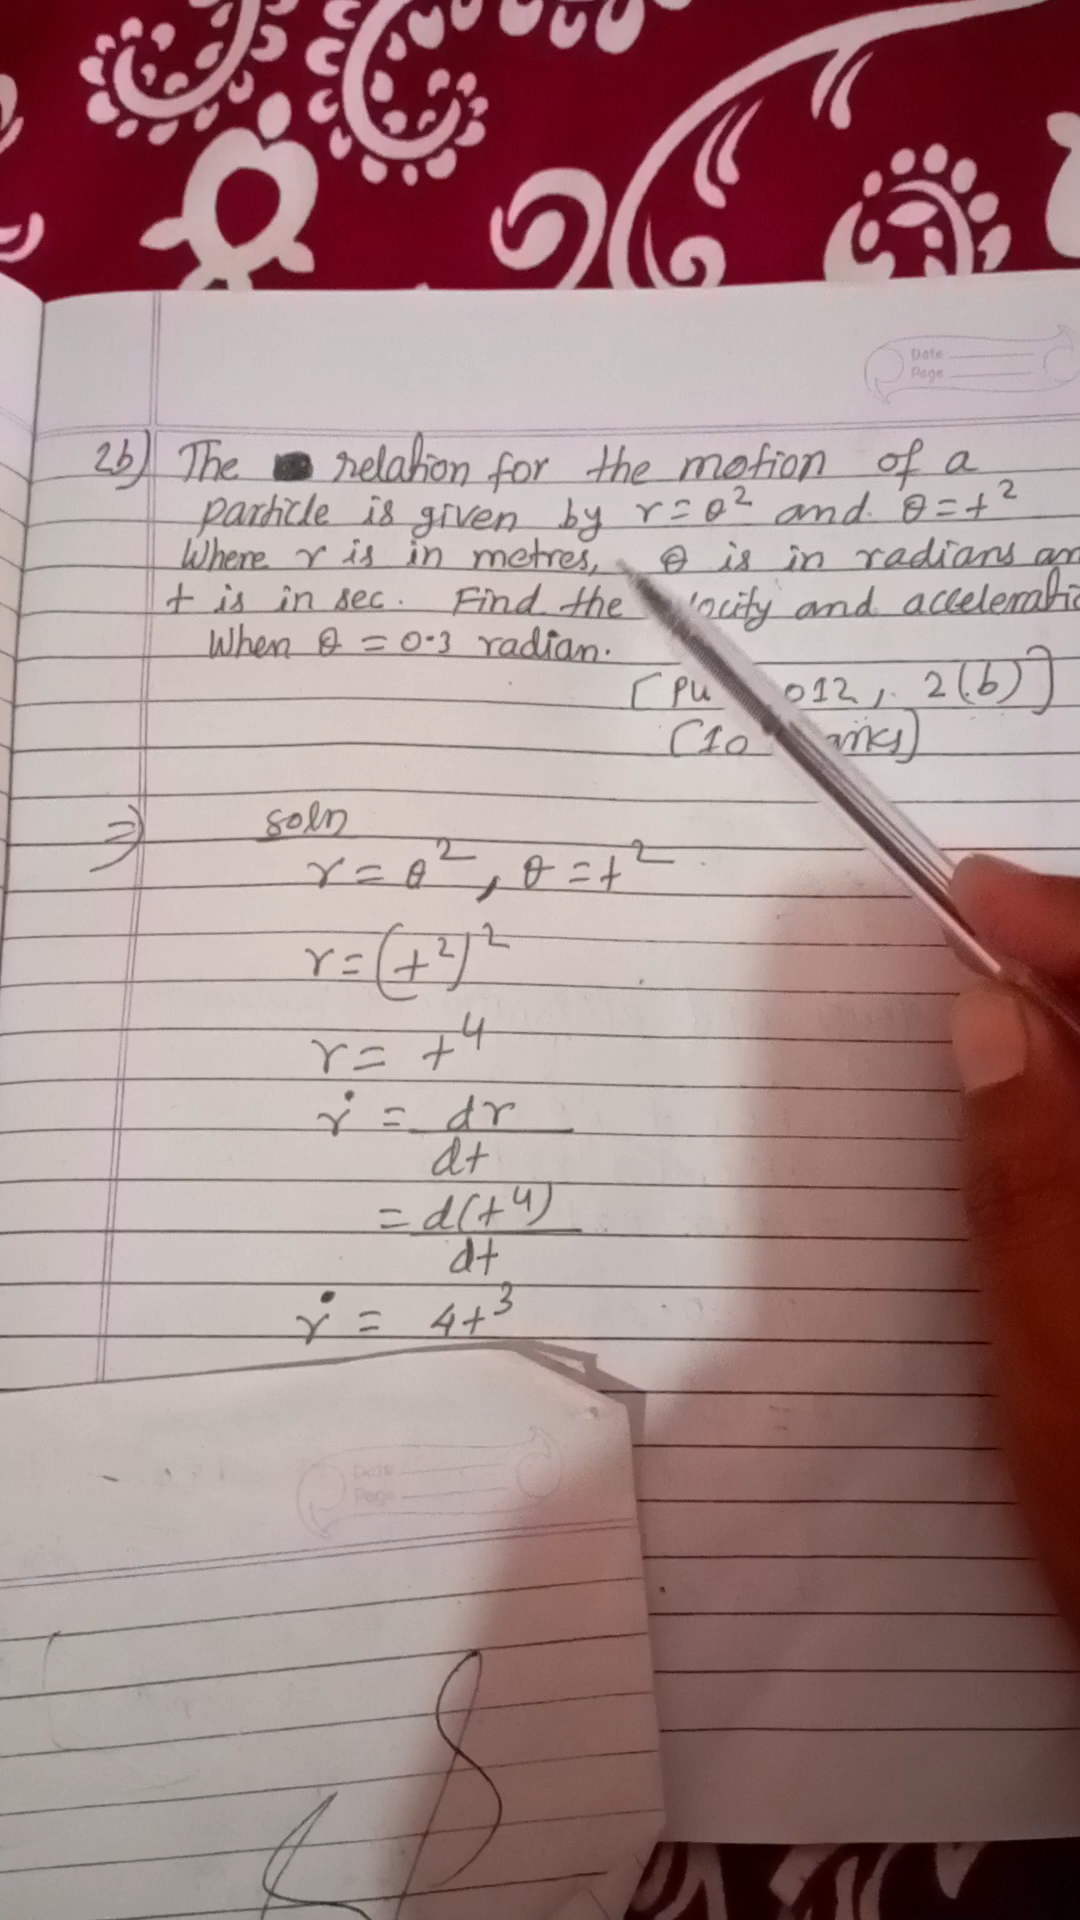 Date
Page
2b) The relation for the motion of a
particle is given by r = θ² and θ = t²
Where r is in metres, θ is in radians
t is in sec. Find the and
When θ = 0.3 radian.
[PU 012, 2(b)]
[10
=) soln
r = θ², θ = t²
r = (t²)²
r = t⁴
ṙ = dr
dt
= d(t⁴)
dt
ṙ = 4t³
Date
Page